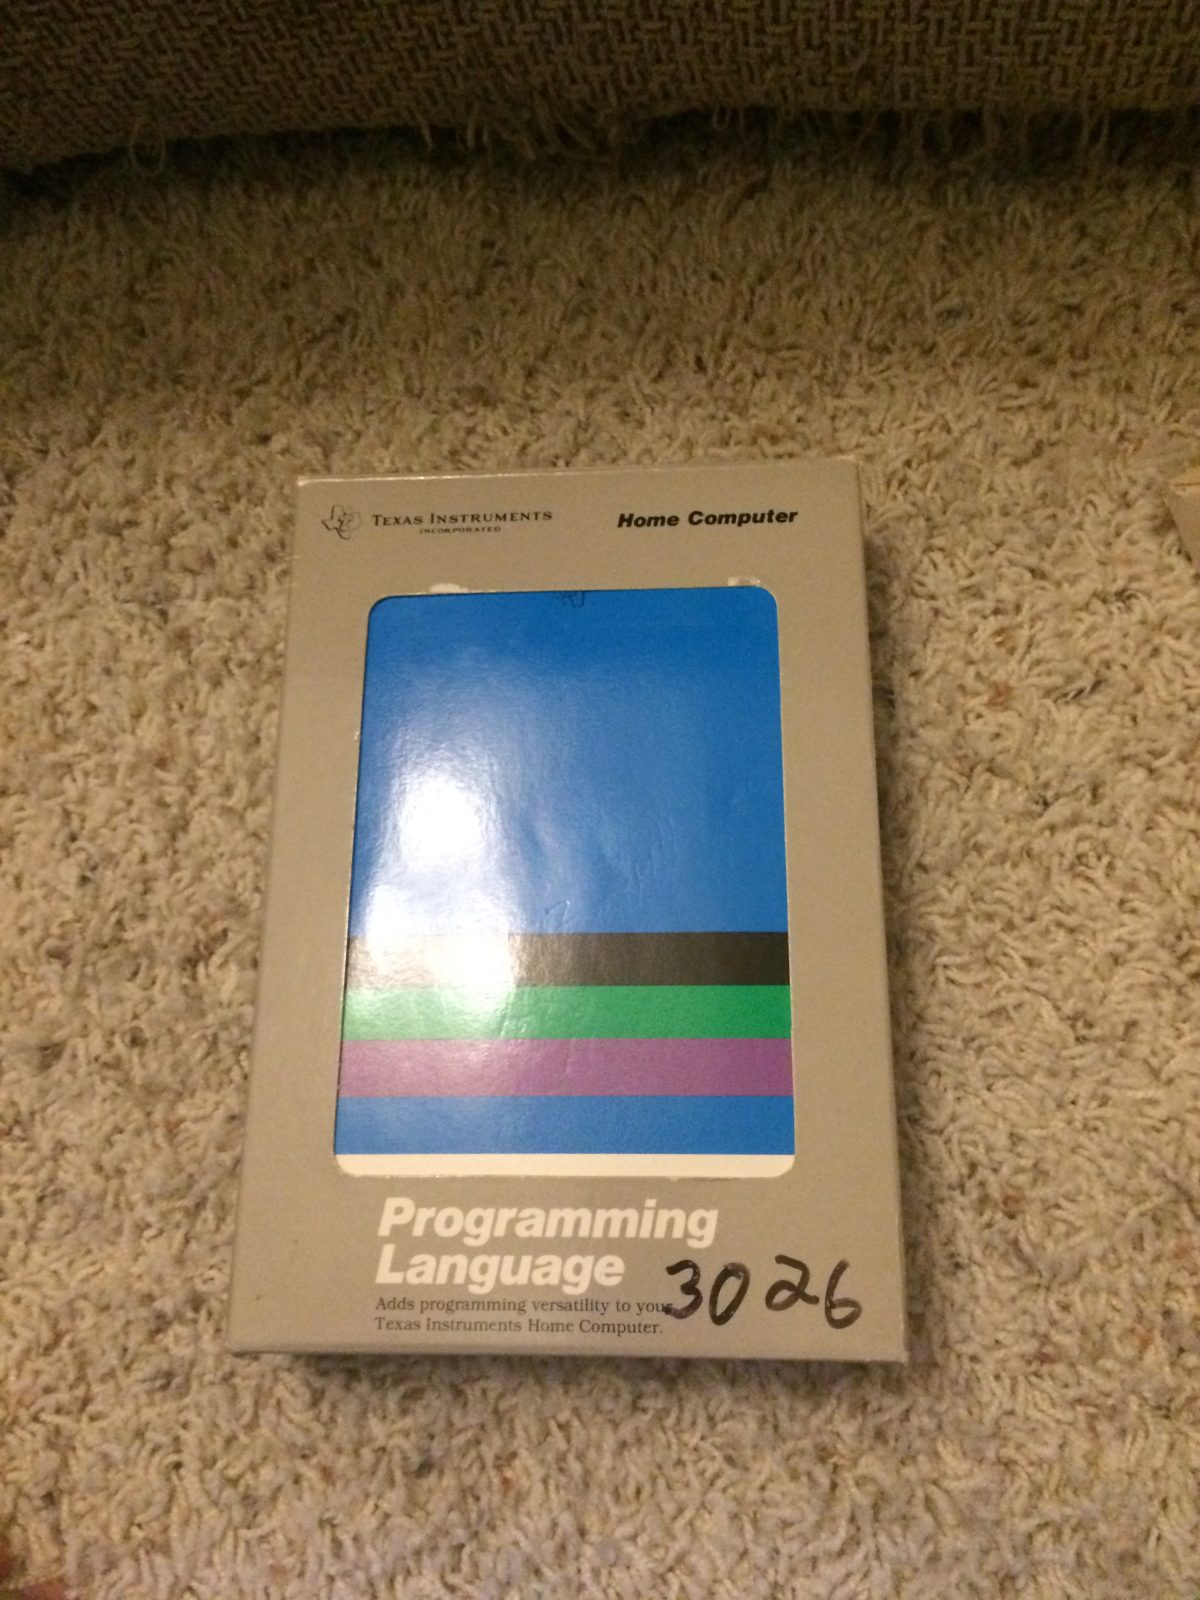 TEXAS INSTRUMENTS
INCORPORATED
Home Computer
Programming
Language
3026
Adds programming versatility to your
Texas Instruments Home Computer.